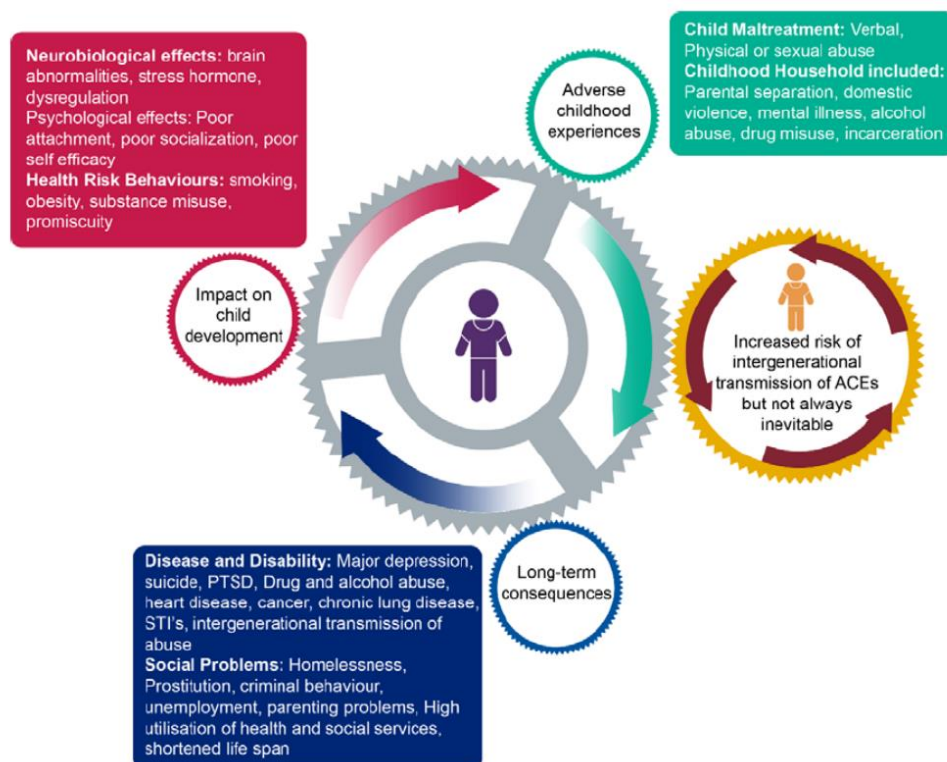 Neurobiological effects: brain
abnormalities, stress hormone,
dysregulation
Psychological effects: Poor
attachment, poor socialization, poor
self efficacy
Health Risk Behaviours: smoking,
obesity, substance misuse,
promiscuity
Child Maltreatment: Verbal,
Physical or sexual abuse
Childhood Household included:
Parental separation, domestic
violence, mental illness, alcohol
abuse, drug misuse, incarceration
Adverse
childhood
experiences
Impact on
child
development
Increased risk of
intergenerational
transmission of ACEs
but not always
inevitable
Disease and Disability: Major depression,
suicide, PTSD, Drug and alcohol abuse,
heart disease, cancer, chronic lung disease,
STI's, intergenerational transmission of
abuse
Social Problems: Homelessness,
Prostitution, criminal behaviour,
unemployment, parenting problems, High
utilisation of health and social services,
shortened life span
Long-term
consequences